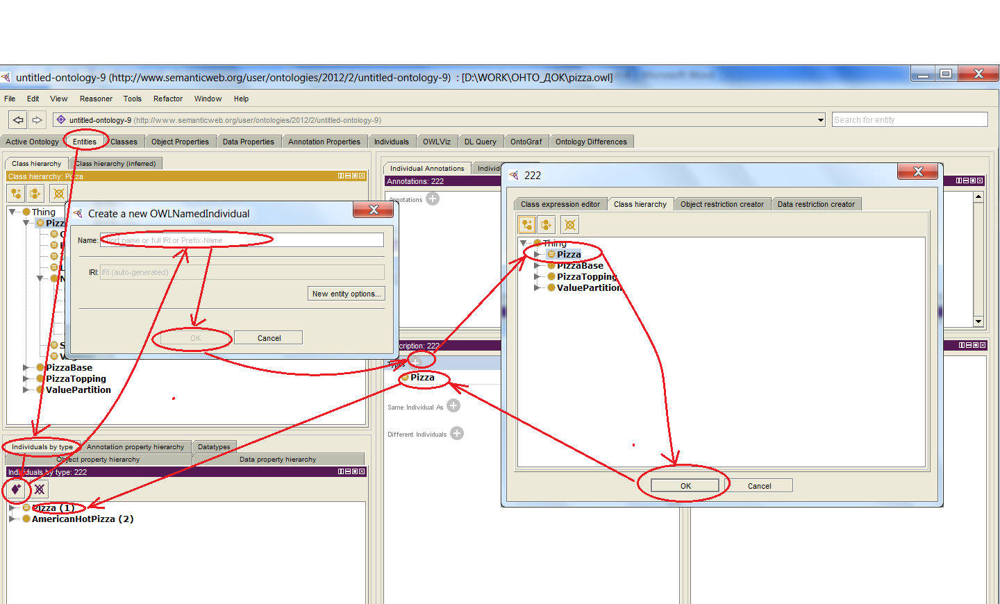 untitled-ontology-9 (http://www.semanticweb.org/user/ontologies/2012/2/untitled-ontology-9) : [D:\WORK\ОНТО_ДОК\pizza.owl]
File Edit View Reasoner Tools Refactor Window Help
untitled-ontology-9 (http://www.semanticweb.org/user/ontologies/2012/2/untitled-ontology-9)
Search for entity
Active Ontology Entities Classes Object Properties Data Properties Annotation Properties Individuals OWLViz DL Query OntoGraf Ontology Differences
Class hierarchy Class hierarchy (inferred)
Class hierarchy: Pizza
Thing
PizzaBase
PizzaTopping
ValuePartition
Create a new OWLNamedIndividual
Name: short name or full IRI or Prefix-Name
IRI: IRI (auto-generated)
New entity options...
OK Cancel
Individual Annotations
Annotations: 222
Annotations
222
Class expression editor Class hierarchy Object restriction creator Data restriction creator
Thing
Pizza
PizzaBase
PizzaTopping
ValuePartition
OK Cancel
cription: 222
Types
Pizza
Same Individual As
Different Individuals
Individuals by type Annotation property hierarchy Datatypes
Object property hierarchy Data property hierarchy
Individuals by type: 222
Pizza (1)
AmericanHotPizza (2)